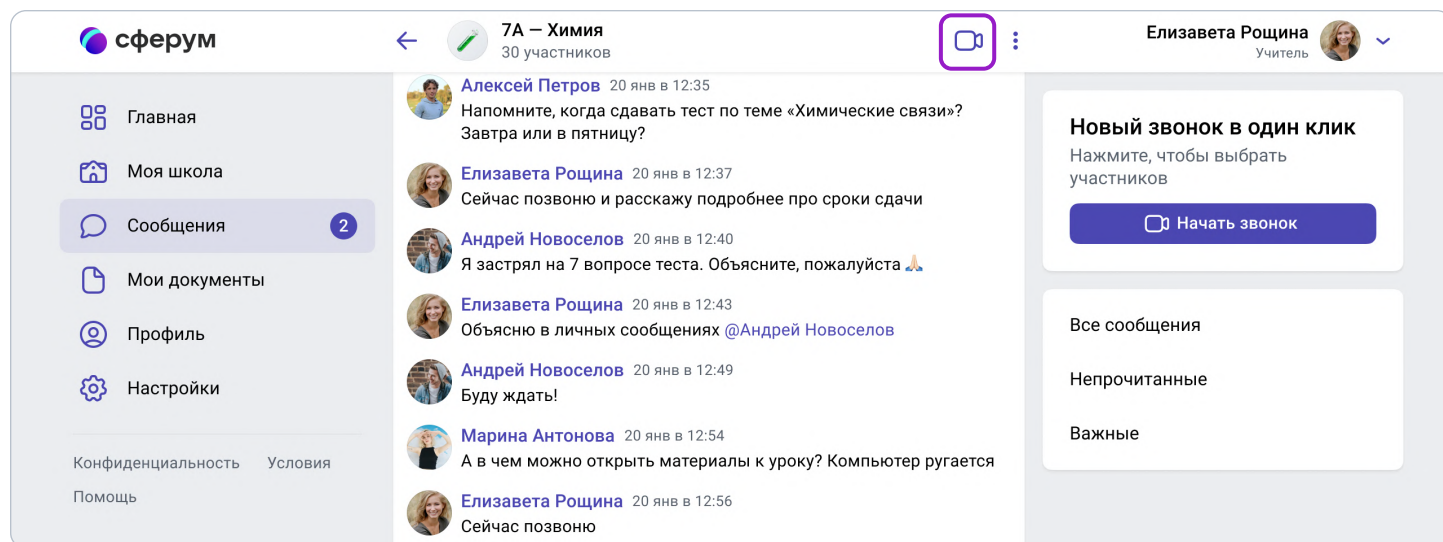 сферум
7А — Химия
30 участников
Елизавета Рощина
Учитель
Главная
Моя школа
Сообщения 2
Мои документы
Профиль
Настройки
Конфиденциальность Условия
Помощь
Алексей Петров 20 янв в 12:35
Напомните, когда сдавать тест по теме «Химические связи»?
Завтра или в пятницу?
Елизавета Рощина 20 янв в 12:37
Сейчас позвоню и расскажу подробнее про сроки сдачи
Андрей Новоселов 20 янв в 12:40
Я застрял на 7 вопросе теста. Объясните, пожалуйста 🙏🏻
Елизавета Рощина 20 янв в 12:43
Объясню в личных сообщениях @Андрей Новоселов
Андрей Новоселов 20 янв в 12:49
Буду ждать!
Марина Антонова 20 янв в 12:54
А в чем можно открыть материалы к уроку? Компьютер ругается
Елизавета Рощина 20 янв в 12:56
Сейчас позвоню
Новый звонок в один клик
Нажмите, чтобы выбрать
участников
Начать звонок
Все сообщения
Непрочитанные
Важные